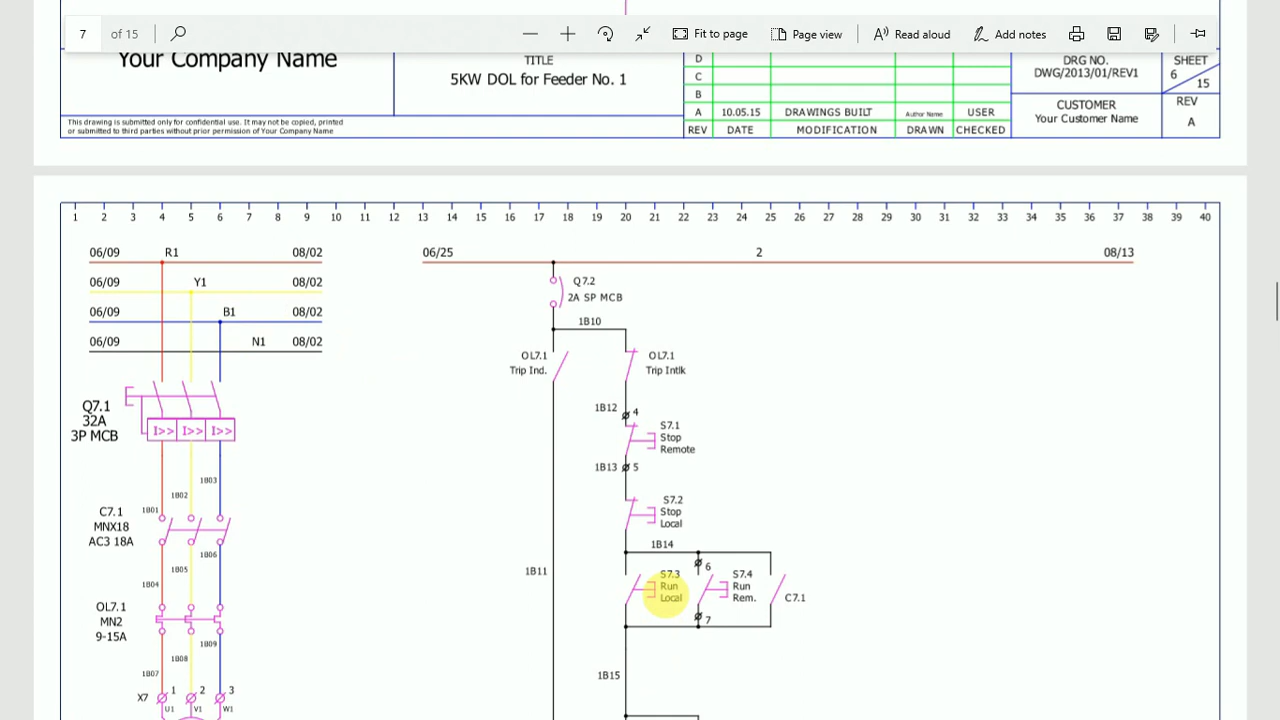 7 of 15
Fit to page
Page view
Read aloud
Add notes
Your Company Name
TITLE
5KW DOL for Feeder No. 1
This drawing is submitted only for confidential use. It may not be copied, printed
or submitted to third parties without prior permission of Your Company Name
D
C
B
A 10.05.15 DRAWINGS BUILT Author Name USER
REV DATE MODIFICATION DRAWN CHECKED
DRG NO.
DWG/2013/01/REV1
CUSTOMER
Your Customer Name
SHEET
6
15
REV
A
1 2 3 4 5 6 7 8 9 10 11 12 13 14 15 16 17 18 19 20 21 22 23 24 25 26 27 28 29 30 31 32 33 34 35 36 37 38 39 40
06/09 R1 08/02
06/09 Y1 08/02
06/09 B1 08/02
06/09 N1 08/02
Q7.1
32A
3P MCB
I>> I>> I>>
1803
1802
1801
C7.1
MNX18
AC3 18A
1806
1805
1804
OL7.1
MN2
9-15A
1809
1808
1807
X7 1 2 3
U1 V1 W1
06/25 2 08/13
Q7.2
2A SP MCB
1B10
OL7.1
Trip Ind.
OL7.1
Trip Intlk
1B12 4
S7.1
Stop
Remote
1B13 5
S7.2
Stop
Local
1B14
1B11
6
S7.3
Run
Local
S7.4
Run
Rem.
C7.1
7
1B15